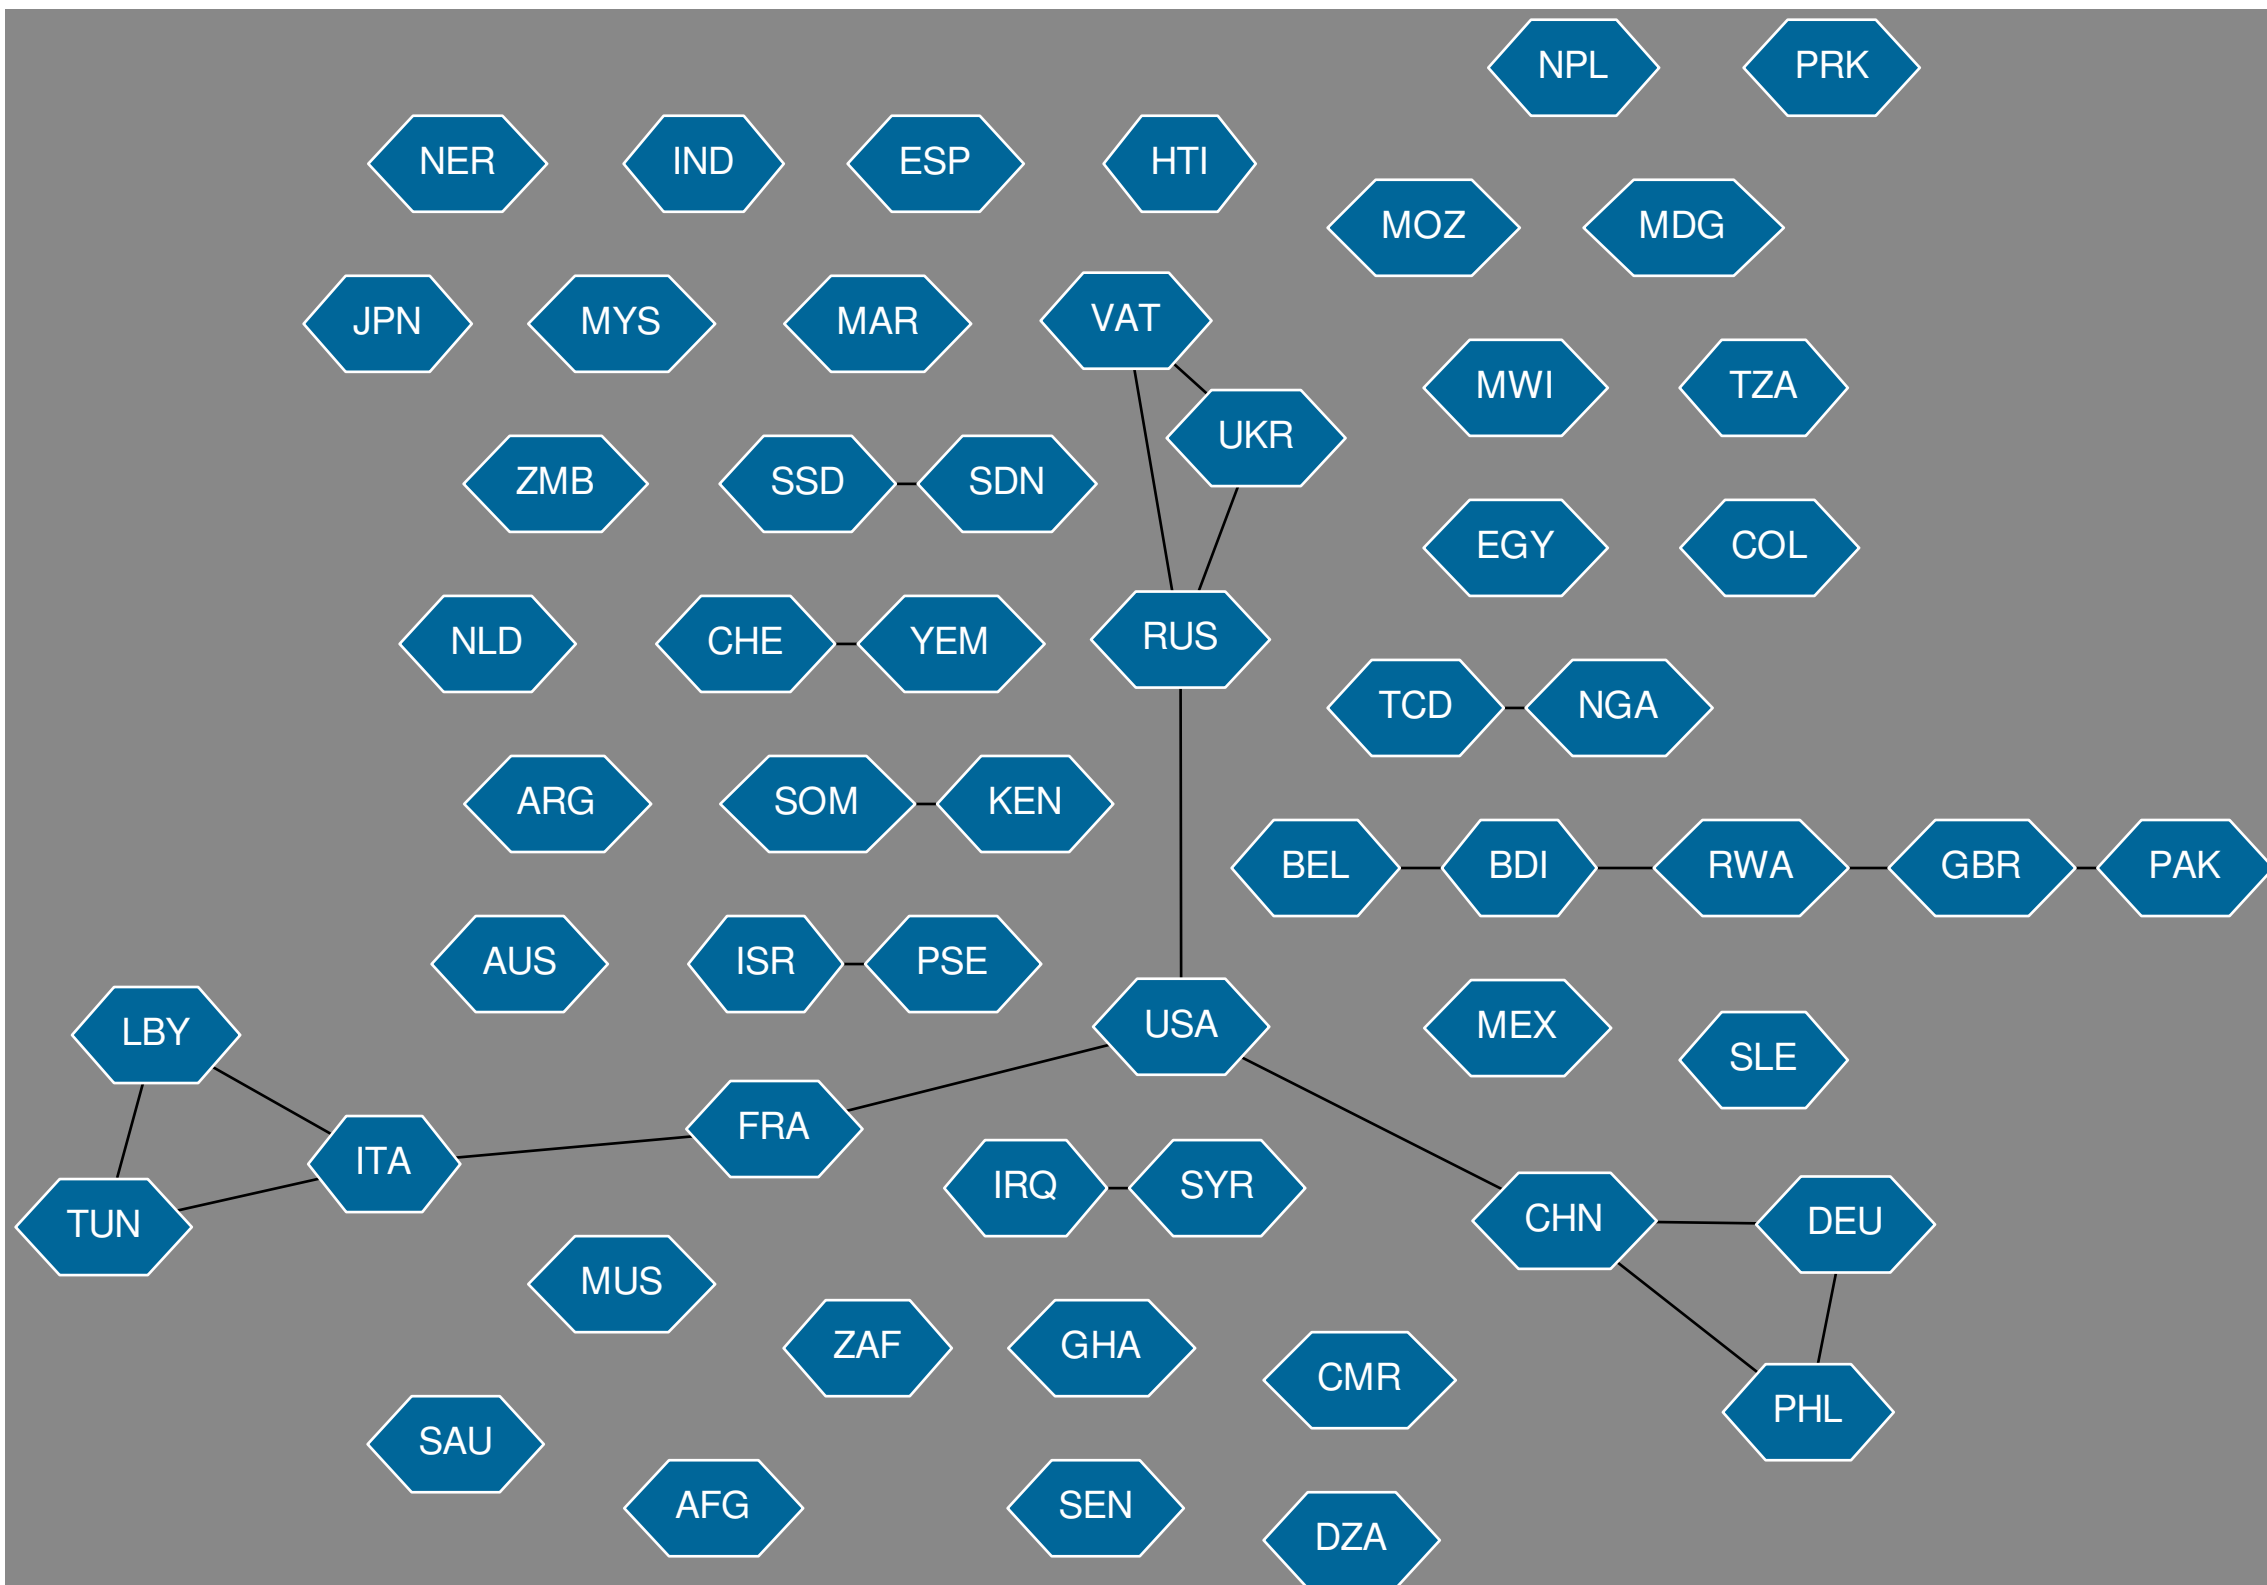 NPL PRK
NER IND ESP HTI
MOZ MDG
JPN MYS MAR VAT
MWI TZA
UKR
ZMB SSD SDN
EGY COL
NLD CHE YEM RUS
TCD NGA
ARG SOM KEN
BEL BDI RWA GBR PAK
AUS ISR PSE
LBY USA MEX
SLE
FRA
ITA
IRQ SYR
TUN CHN DEU
MUS
ZAF GHA
CMR
PHL
SAU
AFG SEN
DZA